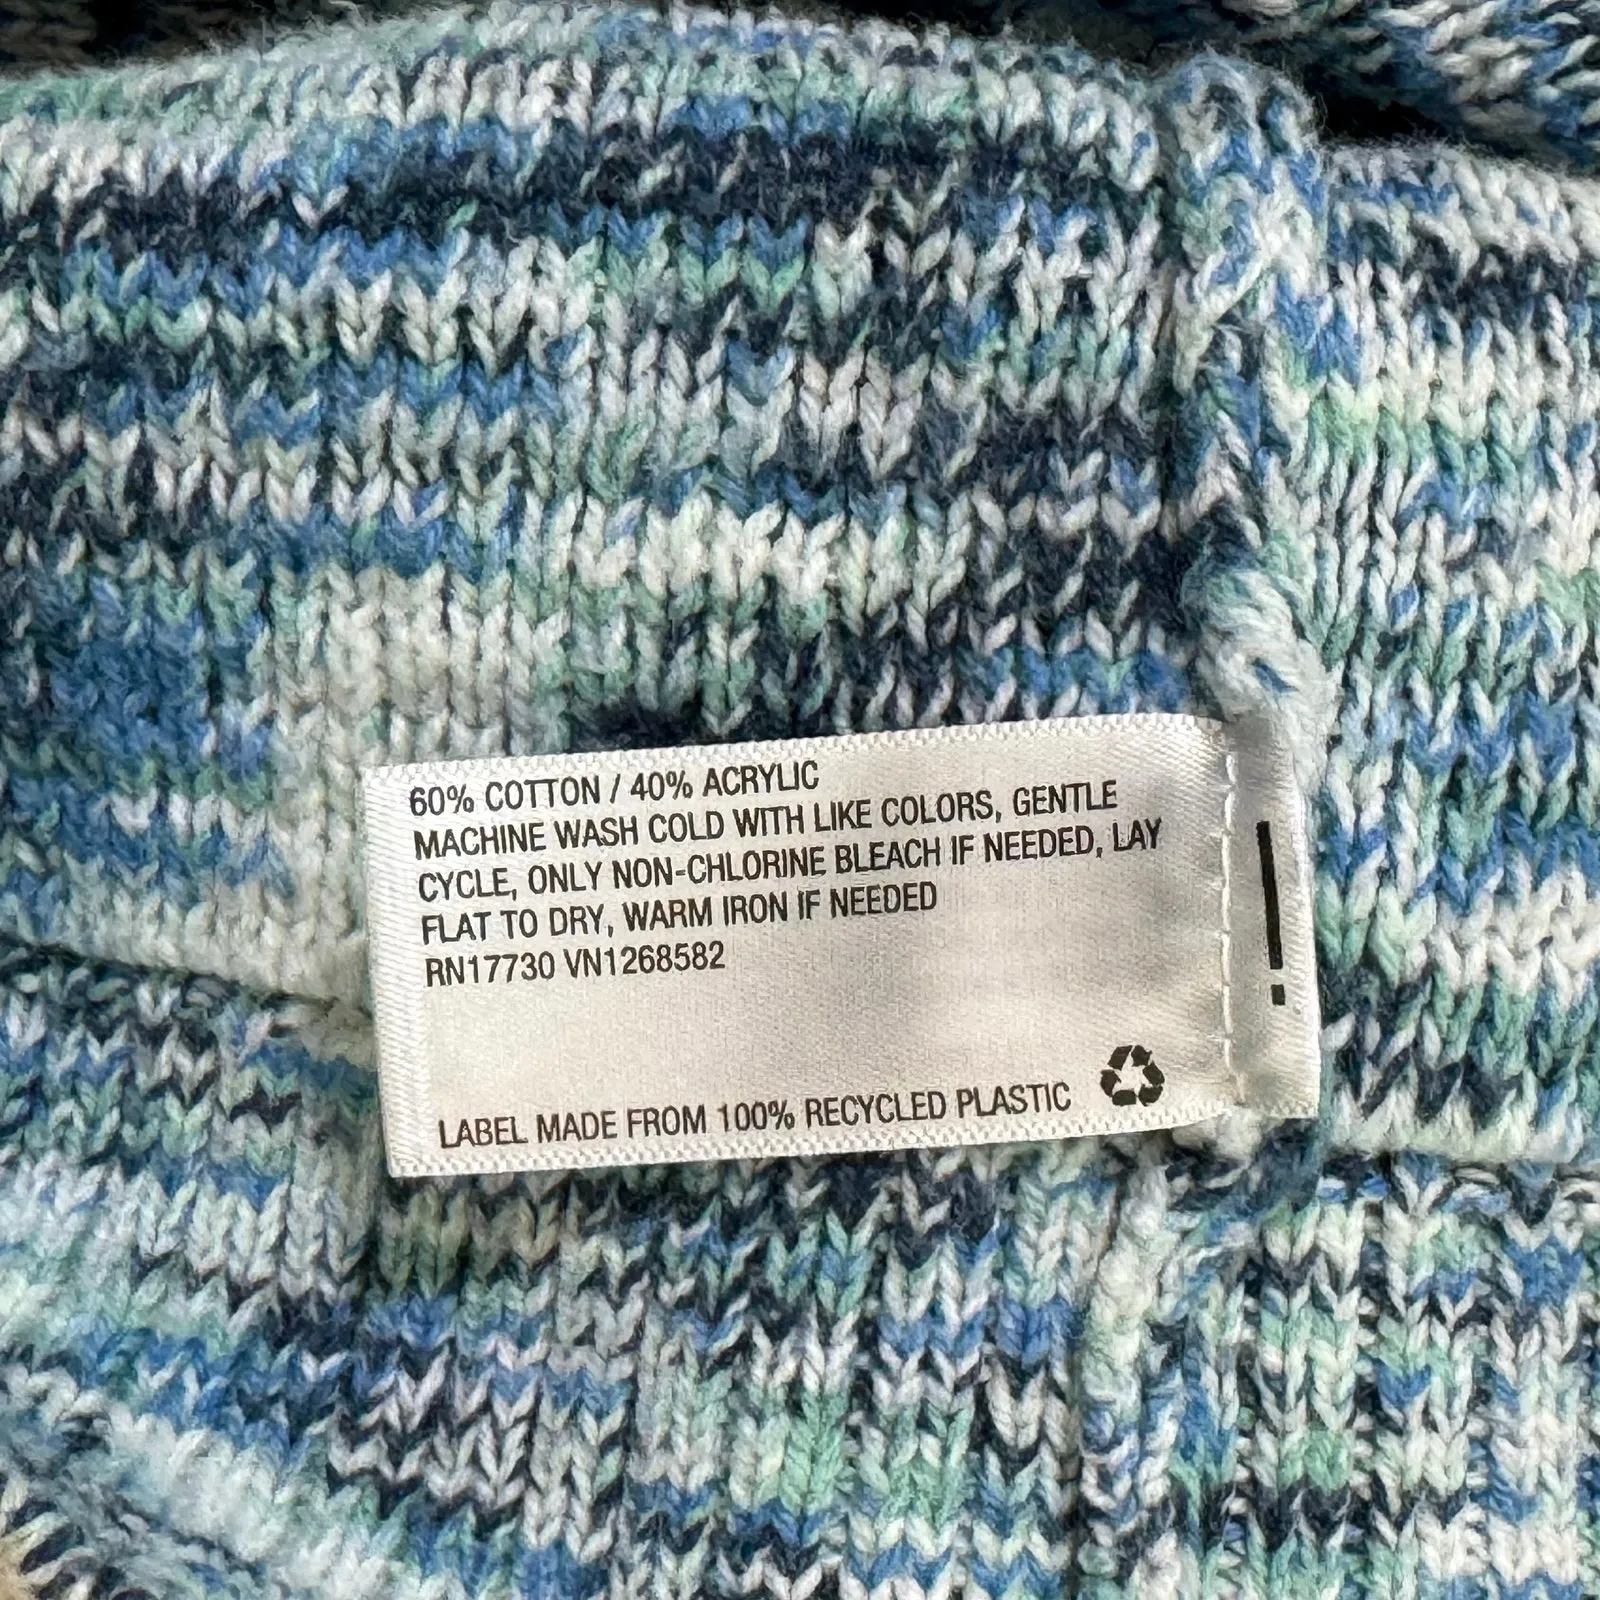 60% COTTON / 40% ACRYLIC
MACHINE WASH COLD WITH LIKE COLORS, GENTLE
CYCLE, ONLY NON-CHLORINE BLEACH IF NEEDED, LAY
FLAT TO DRY, WARM IRON IF NEEDED
RN17730 VN1268582
LABEL MADE FROM 100% RECYCLED PLASTIC